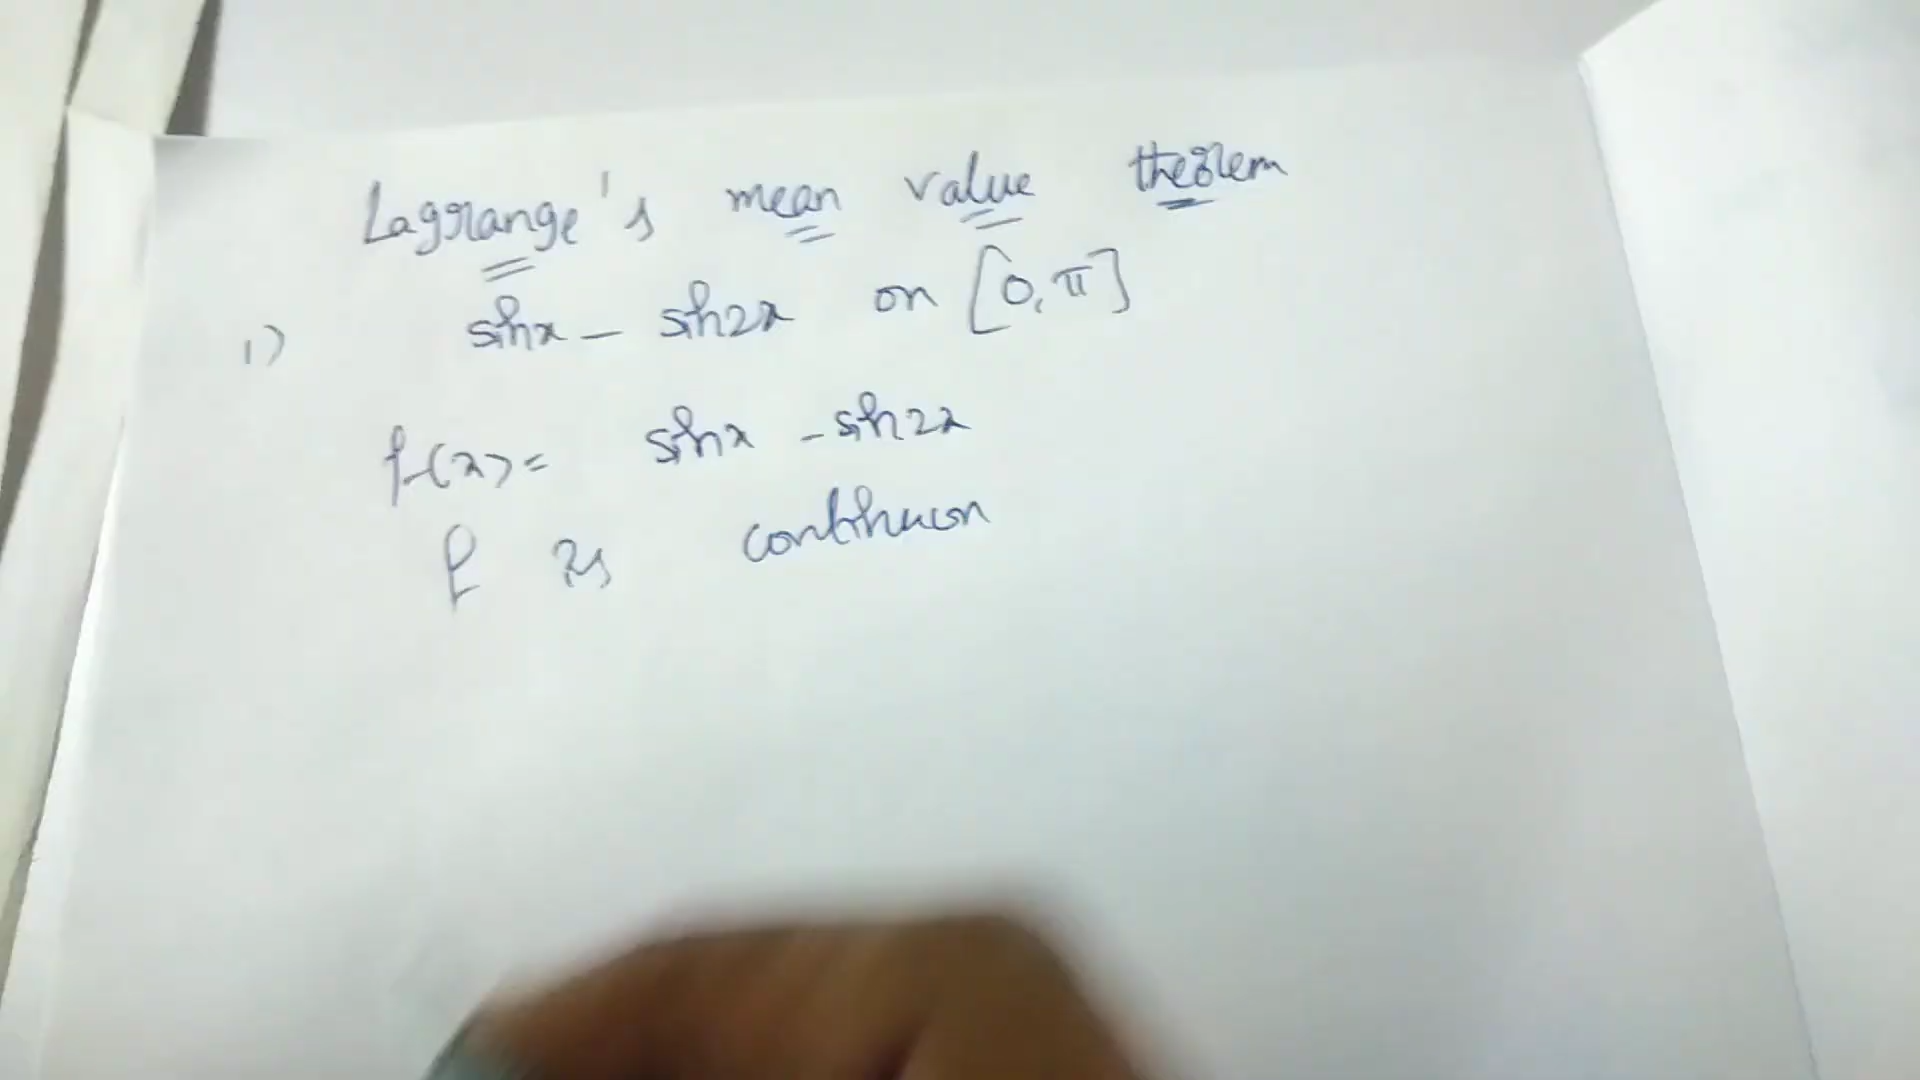 Lagrange's mean value theorem
1) sinx - sin2x on [0, π]
f(x) = sinx - sin2x
f is continuous